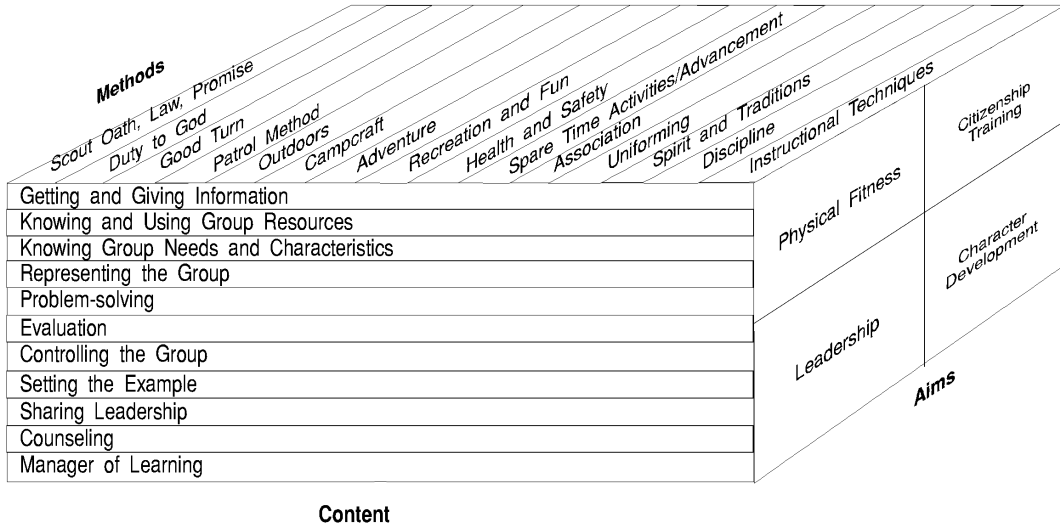 Methods
Scout Oath, Law, Promise
Duty to God
Good Turn
Patrol Method
Outdoors
Campcraft
Adventure
Recreation and Fun
Health and Safety
Spare Time Activities/Advancement
Association
Uniforming
Spirit and Traditions
Discipline
Instructional Techniques
Getting and Giving Information
Knowing and Using Group Resources
Knowing Group Needs and Characteristics
Representing the Group
Problem-solving
Evaluation
Controlling the Group
Setting the Example
Sharing Leadership
Counseling
Manager of Learning
Physical Fitness
Citizenship
Training
Leadership
Character
Development
Aims
Content